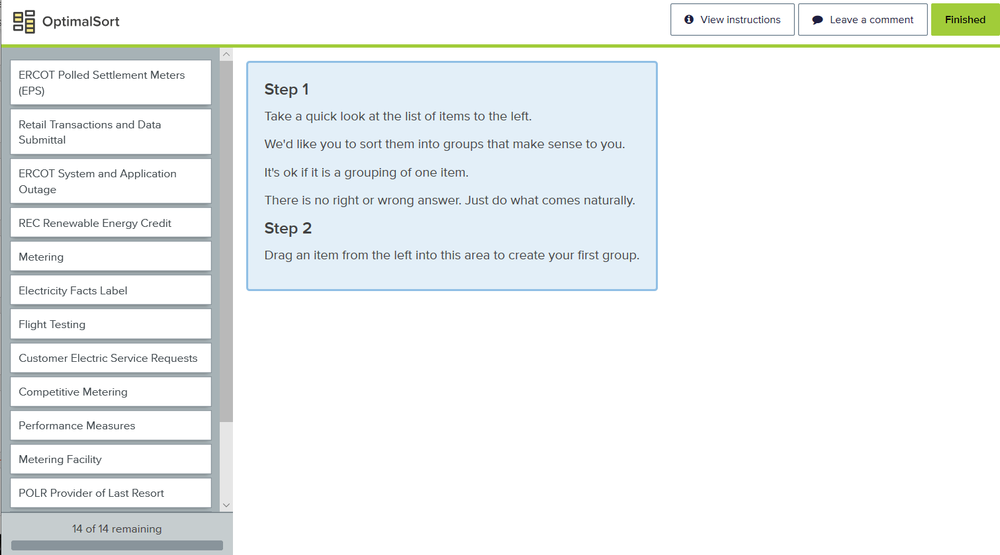 OptimalSort
View instructions
Leave a comment
Finished
ERCOT Polled Settlement Meters
(EPS)
Retail Transactions and Data
Submittal
ERCOT System and Application
Outage
REC Renewable Energy Credit
Metering
Electricity Facts Label
Flight Testing
Customer Electric Service Requests
Competitive Metering
Performance Measures
Metering Facility
POLR Provider of Last Resort
14 of 14 remaining
Step 1
Take a quick look at the list of items to the left.
We'd like you to sort them into groups that make sense to you.
It's ok if it is a grouping of one item.
There is no right or wrong answer. Just do what comes naturally.
Step 2
Drag an item from the left into this area to create your first group.